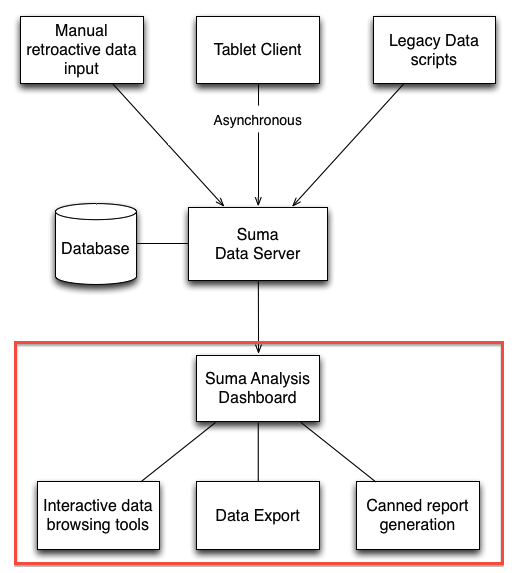 Manual
retroactive data
input
Tablet Client
Legacy Data
scripts
Asynchronous
Database
Suma
Data Server
Suma Analysis
Dashboard
Interactive data
browsing tools
Data Export
Canned report
generation